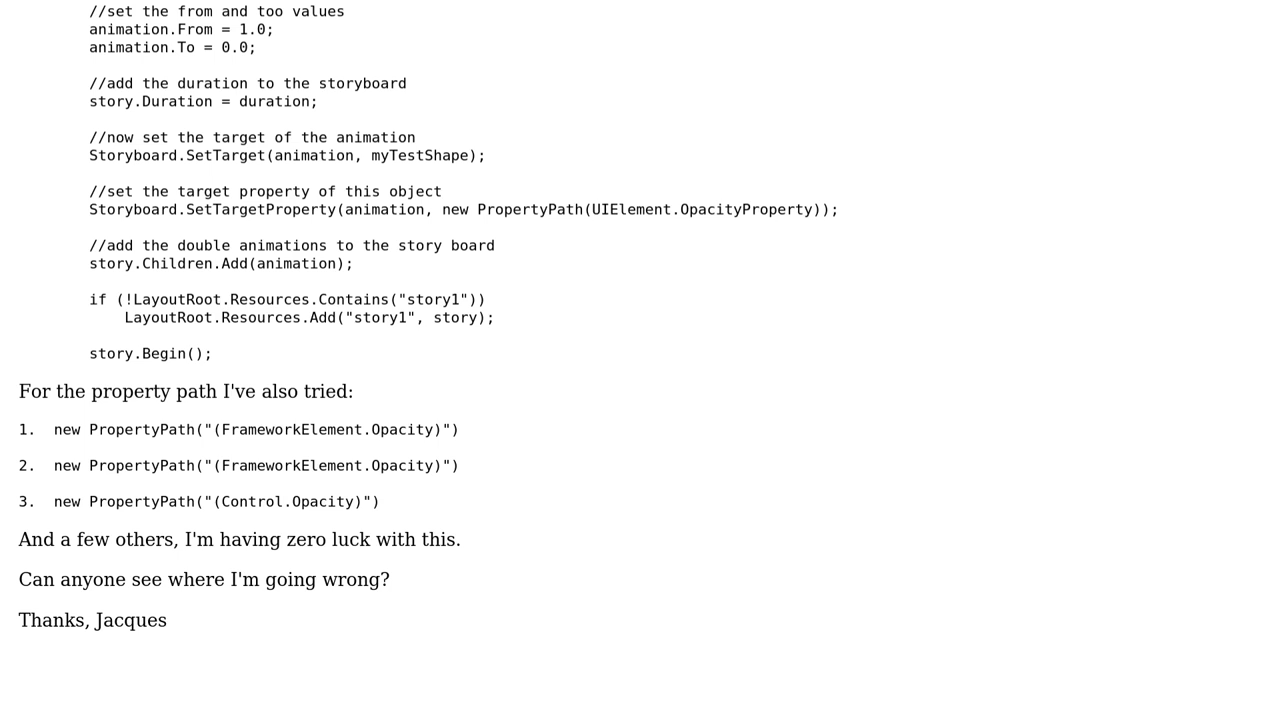 //set the from and too values
animation.From = 1.0;
animation.To = 0.0;
//add the duration to the storyboard
story.Duration = duration;
//now set the target of the animation
Storyboard.SetTarget(animation, myTestShape);
//set the target property of this object
Storyboard.SetTargetProperty(animation, new PropertyPath(UIElement.OpacityProperty));
//add the double animations to the story board
story.Children.Add(animation);
if (!LayoutRoot.Resources.Contains("story1"))
LayoutRoot.Resources.Add("story1", story);
story.Begin();
For the property path I've also tried:
1.  new PropertyPath("(FrameworkElement.Opacity)")
2.  new PropertyPath("(FrameworkElement.Opacity)")
3.  new PropertyPath("(Control.Opacity)")
And a few others, I'm having zero luck with this.
Can anyone see where I'm going wrong?
Thanks, Jacques